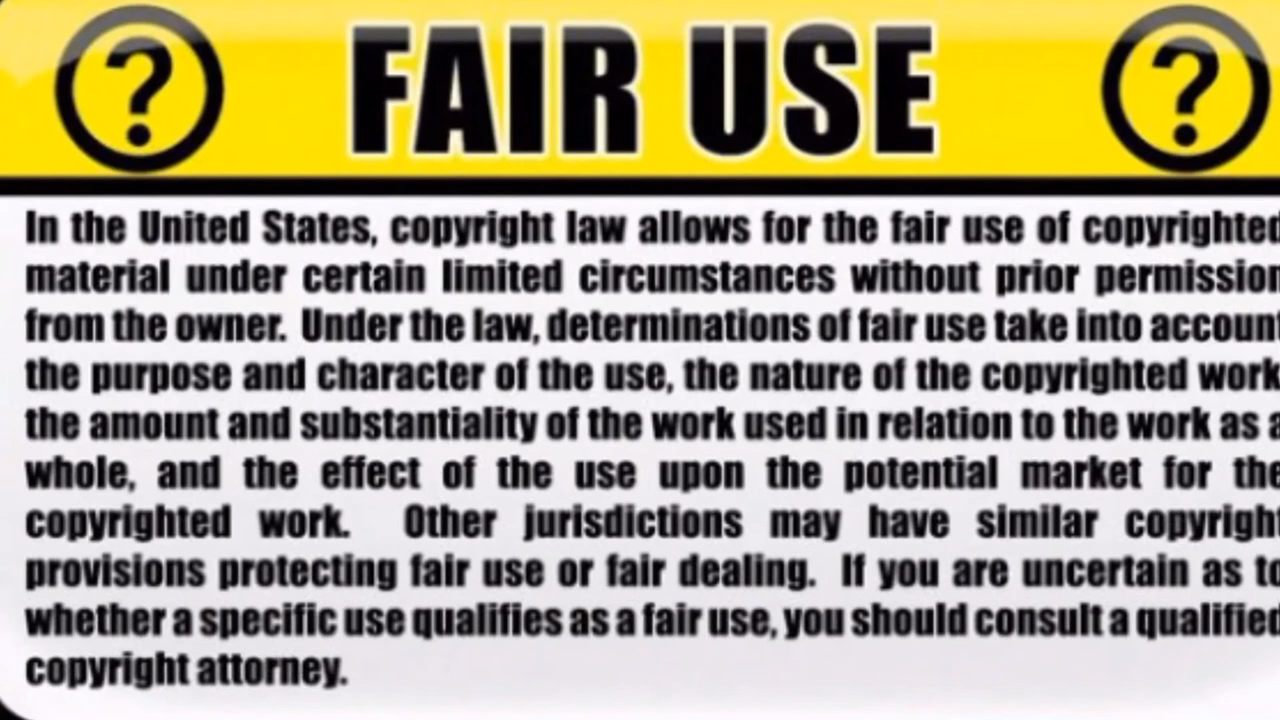 FAIR USE
In the United States, copyright law allows for the fair use of copyrighted
material under certain limited circumstances without prior permission
from the owner. Under the law, determinations of fair use take into account
the purpose and character of the use, the nature of the copyrighted work
the amount and substantiality of the work used in relation to the work as a
whole, and the effect of the use upon the potential market for the
copyrighted work. Other jurisdictions may have similar copyright
provisions protecting fair use or fair dealing. If you are uncertain as to
whether a specific use qualifies as a fair use, you should consult a qualified
copyright attorney.